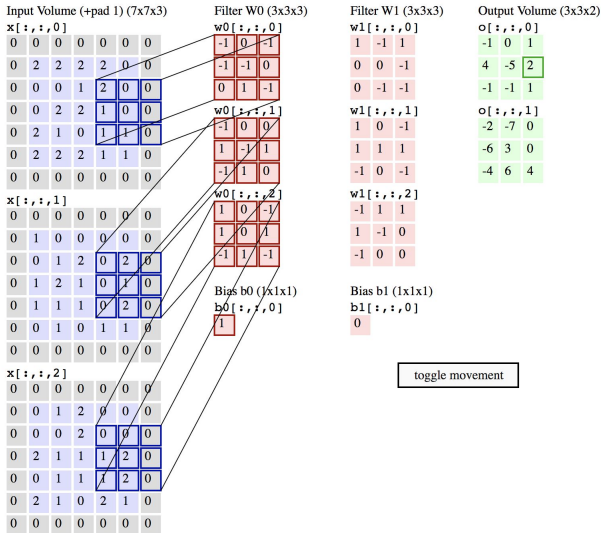 Input Volume (+pad 1) (7x7x3)
x[:,:,0]
0 0 0 0 0 0 0
0 2 2 2 2 0 0
0 0 0 1 2 0 0
0 0 2 2 1 0 0
0 2 1 0 1 1 0
0 2 2 2 1 1 0
0 0 0 0 0 0 0
x[:,:,1]
0 0 0 0 0 0 0
0 1 0 0 0 0 0
0 0 1 2 0 2 0
0 1 2 1 0 1 0
0 1 1 1 0 2 0
0 0 1 0 1 1 0
0 0 0 0 0 0 0
x[:,:,2]
0 0 0 0 0 0 0
0 0 1 2 0 0 0
0 0 0 2 0 0 0
0 2 1 1 1 2 0
0 0 1 1 1 2 0
0 2 1 0 2 1 0
0 0 0 0 0 0 0
Filter W0 (3x3x3)
w0[:,:,0]
-1 0 -1
-1 -1 0
0 1 -1
w0[:,:,1]
-1 0 0
1 -1 1
-1 1 0
w0[:,:,2]
1 0 -1
1 0 1
-1 1 -1
Bias b0 (1x1x1)
b0[:,:,0]
1
Filter W1 (3x3x3)
w1[:,:,0]
1 -1 1
0 0 -1
0 -1 -1
w1[:,:,1]
1 0 -1
1 1 1
-1 0 -1
w1[:,:,2]
-1 1 1
1 -1 0
-1 0 0
Bias b1 (1x1x1)
b1[:,:,0]
0
Output Volume (3x3x2)
o[:,:,0]
-1 0 1
4 -5 2
-1 -1 1
o[:,:,1]
-2 -7 0
-6 3 0
-4 6 4
toggle movement